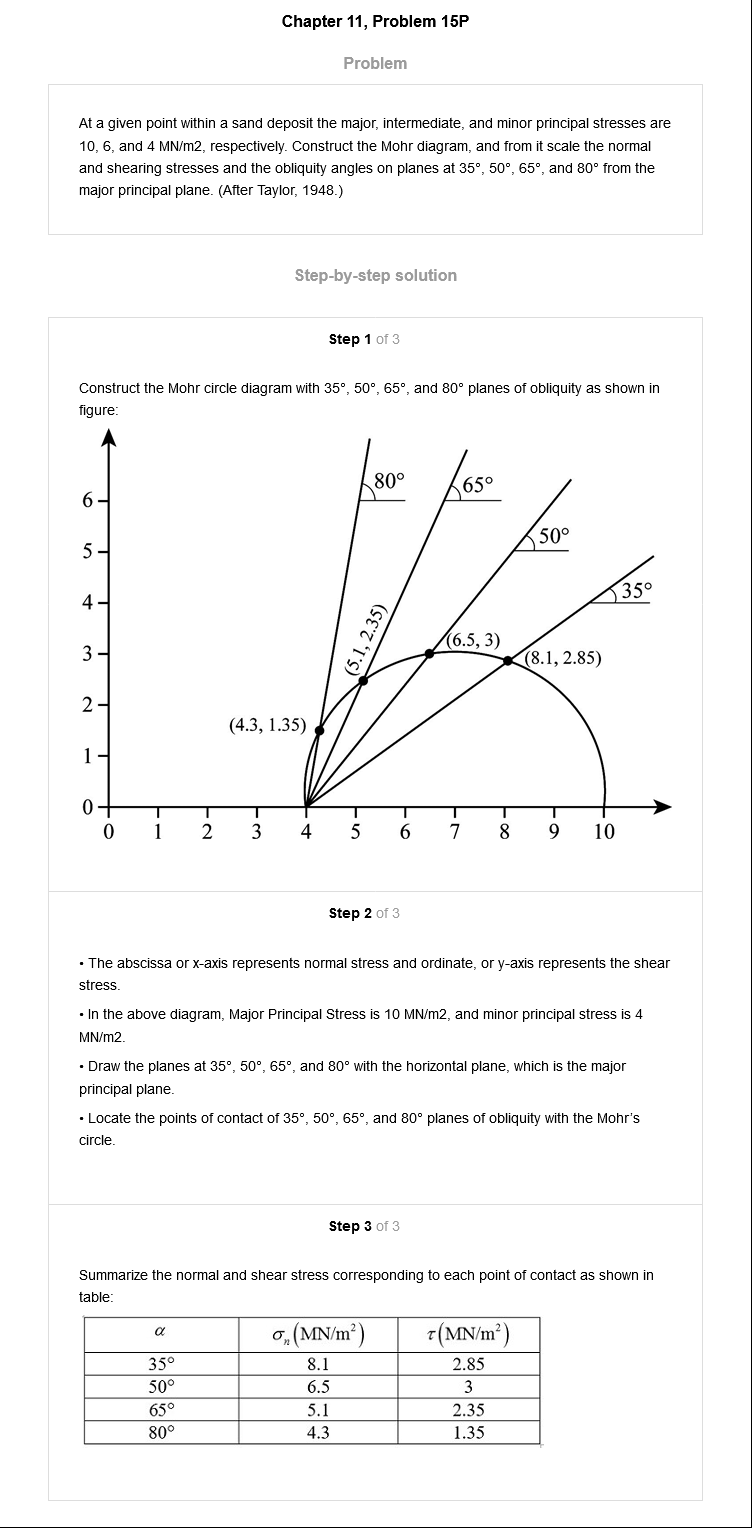 Chapter 11, Problem 15P
Problem
At a given point within a sand deposit the major, intermediate, and minor principal stresses are
10, 6, and 4 MN/m2, respectively. Construct the Mohr diagram, and from it scale the normal
and shearing stresses and the obliquity angles on planes at 35°, 50°, 65°, and 80° from the
major principal plane. (After Taylor, 1948.)
Step-by-step solution
Step 1 of 3
Construct the Mohr circle diagram with 35°, 50°, 65°, and 80° planes of obliquity as shown in
figure:
80°
65°
6
50°
5
35°
4
(5.1, 2.35)
3
(6.5, 3)
(8.1, 2.85)
2
(4.3, 1.35)
1
0
0 1 2 3 4 5 6 7 8 9 10
Step 2 of 3
• The abscissa or x-axis represents normal stress and ordinate, or y-axis represents the shear
stress.
• In the above diagram, Major Principal Stress is 10 MN/m2, and minor principal stress is 4
MN/m2.
• Draw the planes at 35°, 50°, 65°, and 80° with the horizontal plane, which is the major
principal plane.
• Locate the points of contact of 35°, 50°, 65°, and 80° planes of obliquity with the Mohr's
circle.
Step 3 of 3
Summarize the normal and shear stress corresponding to each point of contact as shown in
table:
α σₙ(MN/m²) τ(MN/m²)
35° 8.1 2.85
50° 6.5 3
65° 5.1 2.35
80° 4.3 1.35